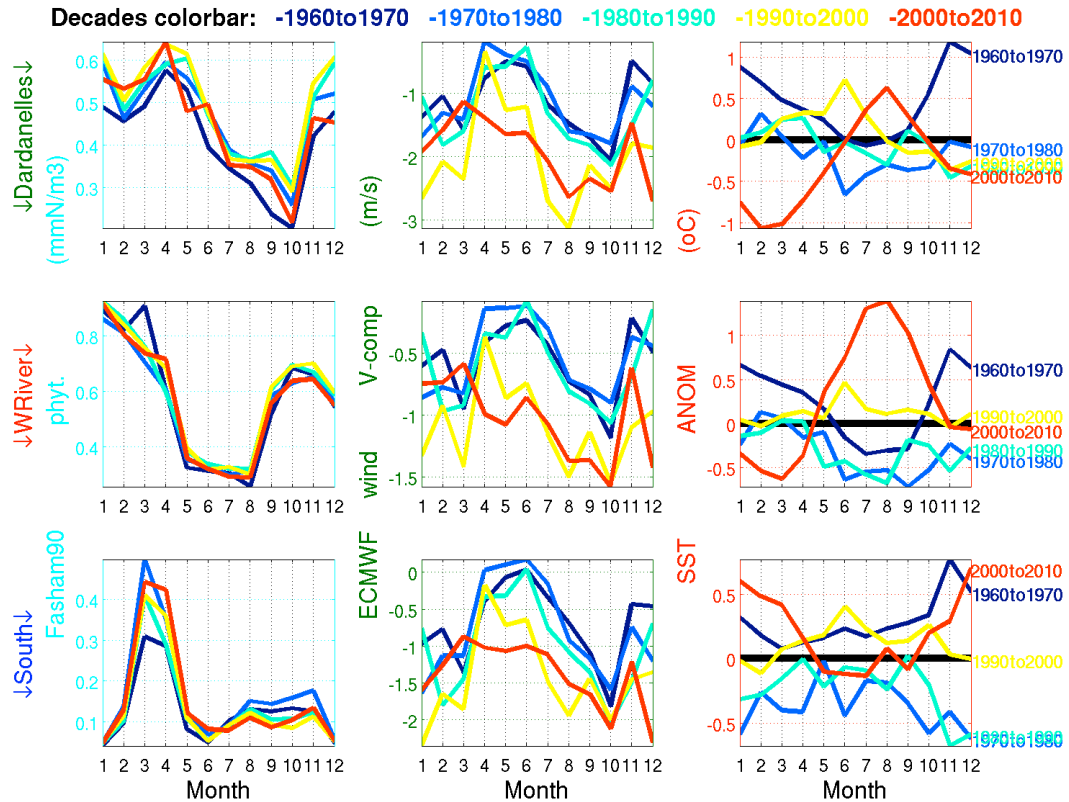 Decades colorbar: -1960to1970 -1970to1980 -1980to1990 -1990to2000 -2000to2010
↓Dardanelles↓
(mmN/m3)
0.6
0.5
0.4
0.3
1 2 3 4 5 6 7 8 9 10 11 12
(m/s)
-1
-2
-3
1 2 3 4 5 6 7 8 9 10 11 12
(oC)
1
0.5
0
-0.5
-1
1 2 3 4 5 6 7 8 9 10 11 12
1960to1970
1970to1980
1990to2000
2000to2010
↓WRiver↓
phyt.
0.8
0.6
0.4
1 2 3 4 5 6 7 8 9 10 11 12
wind V-comp
-0.5
-1
-1.5
1 2 3 4 5 6 7 8 9 10 11 12
ANOM
1
0.5
0
-0.5
1 2 3 4 5 6 7 8 9 10 11 12
1960to1970
1990to2000
2000to2010
1980to1990
1970to1980
↓South↓
Fasham90
0.4
0.3
0.2
0.1
1 2 3 4 5 6 7 8 9 10 11 12
Month
ECMWF
0
-0.5
-1
-1.5
-2
1 2 3 4 5 6 7 8 9 10 11 12
Month
SST
0.5
0
-0.5
1 2 3 4 5 6 7 8 9 10 11 12
Month
2000to2010
1960to1970
1990to2000
1980to1990
1970to1980